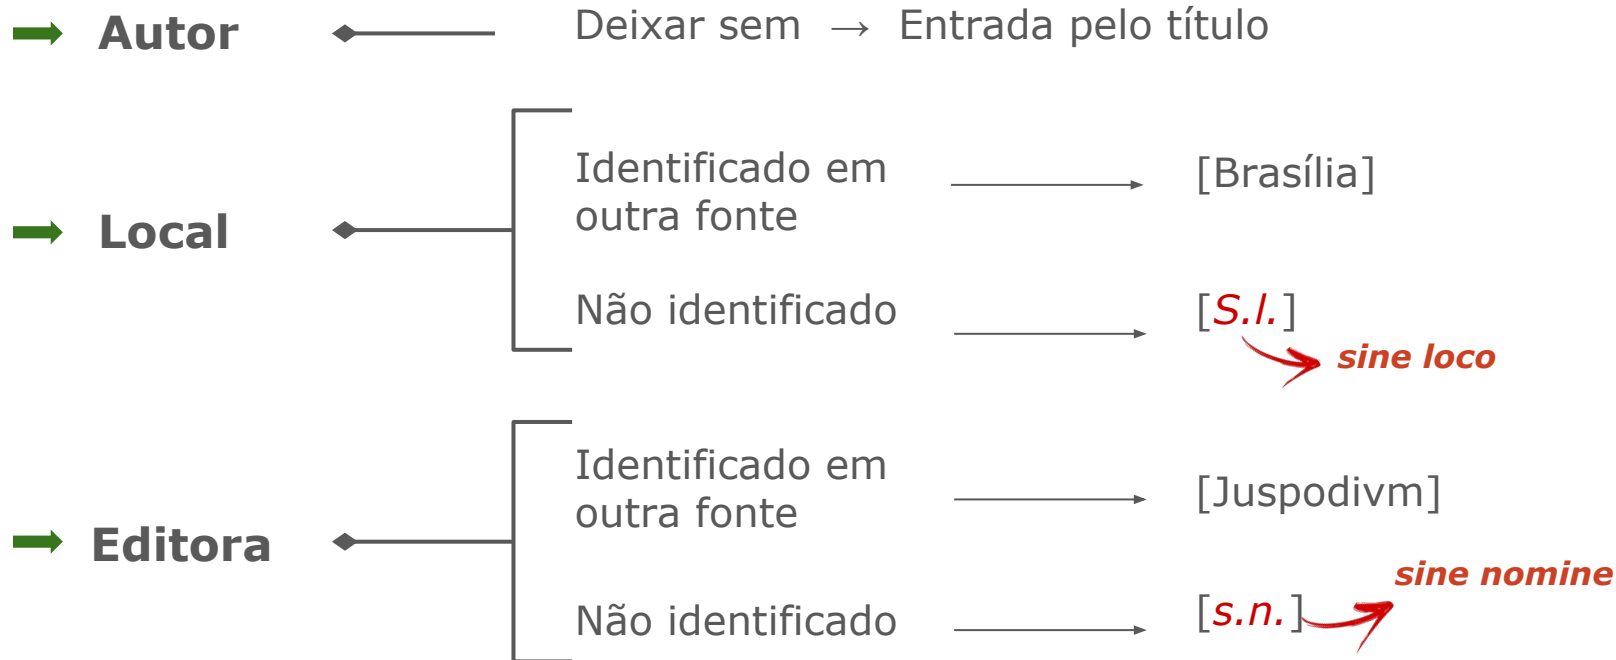 Autor
Deixar sem → Entrada pelo título
Local
Identificado em
outra fonte
[Brasília]
Não identificado
[S.l.]
sine loco
Editora
Identificado em
outra fonte
[Juspodivm]
Não identificado
[s.n.]
sine nomine